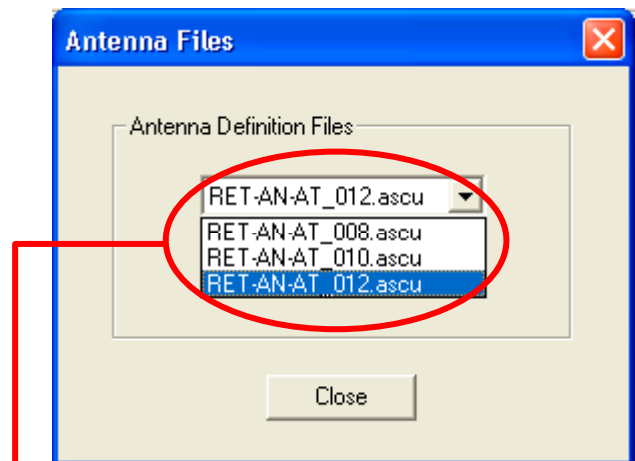 Antenna Files
Antenna Definition Files
RET-AN-AT_012.ascu
RET-AN-AT_008.ascu
RET-AN-AT_010.ascu
RET-AN-AT_012.ascu
Close